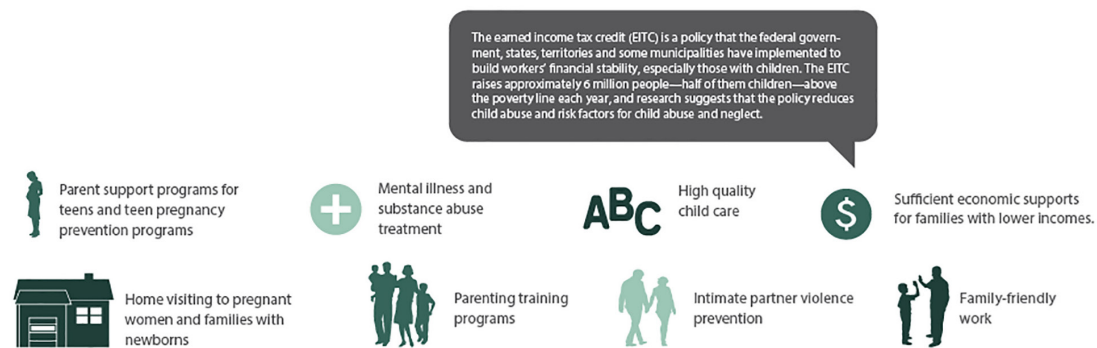 The earned income tax credit (EITC) is a policy that the federal govern-
ment, states, territories and some municipalities have implemented to
build workers' financial stability, especially those with children. The EITC
raises approximately 6 million people—half of them children—above
the poverty line each year, and research suggests that the policy reduces
child abuse and risk factors for child abuse and neglect.
Parent support programs for
teens and teen pregnancy
prevention programs
Mental illness and
substance abuse
treatment
ABC
High quality
child care
$
Sufficient economic supports
for families with lower incomes.
Home visiting to pregnant
women and families with
newborns
Parenting training
programs
Intimate partner violence
prevention
Family-friendly
work